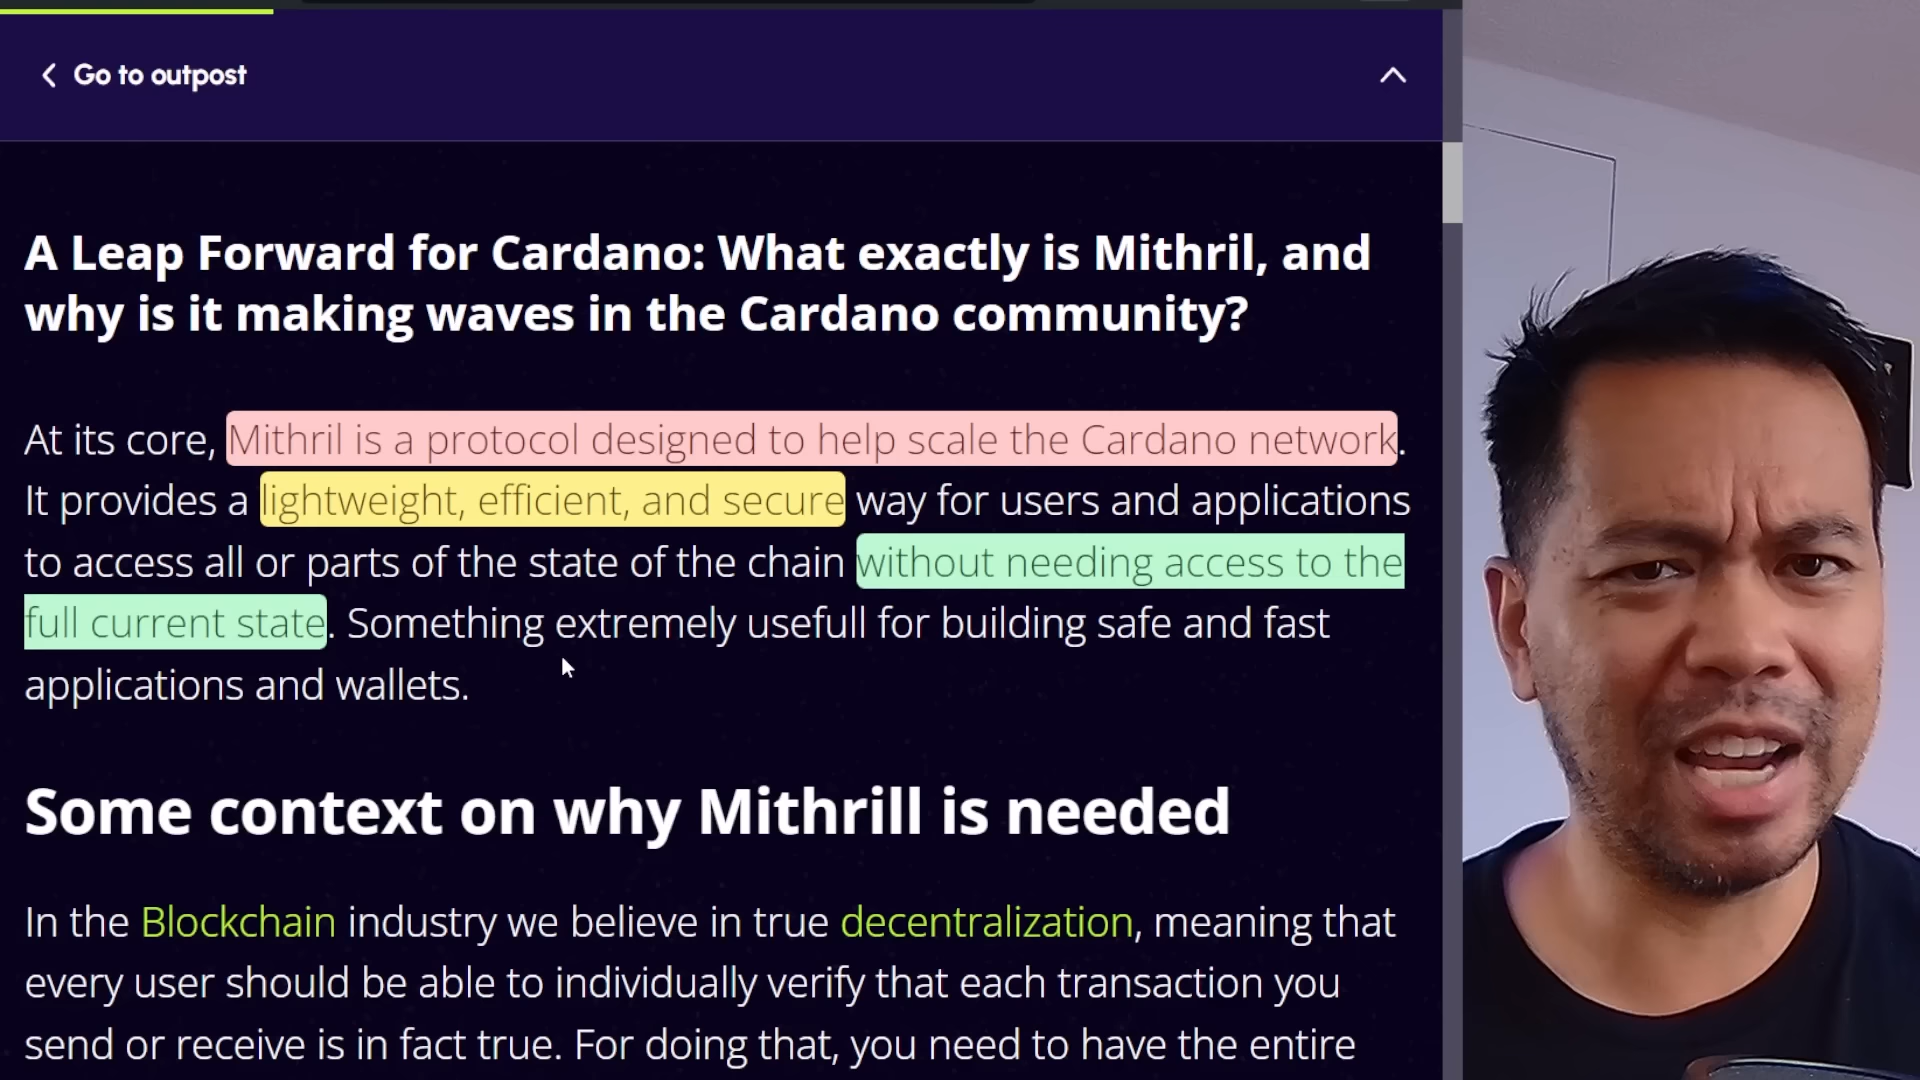 Go to outpost
A Leap Forward for Cardano: What exactly is Mithril, and
why is it making waves in the Cardano community?
At its core, Mithril is a protocol designed to help scale the Cardano network.
It provides a lightweight, efficient, and secure way for users and applications
to access all or parts of the state of the chain without needing access to the
full current state. Something extremely usefull for building safe and fast
applications and wallets.
Some context on why Mithrill is needed
In the Blockchain industry we believe in true decentralization, meaning that
every user should be able to individually verify that each transaction you
send or receive is in fact true. For doing that, you need to have the entire